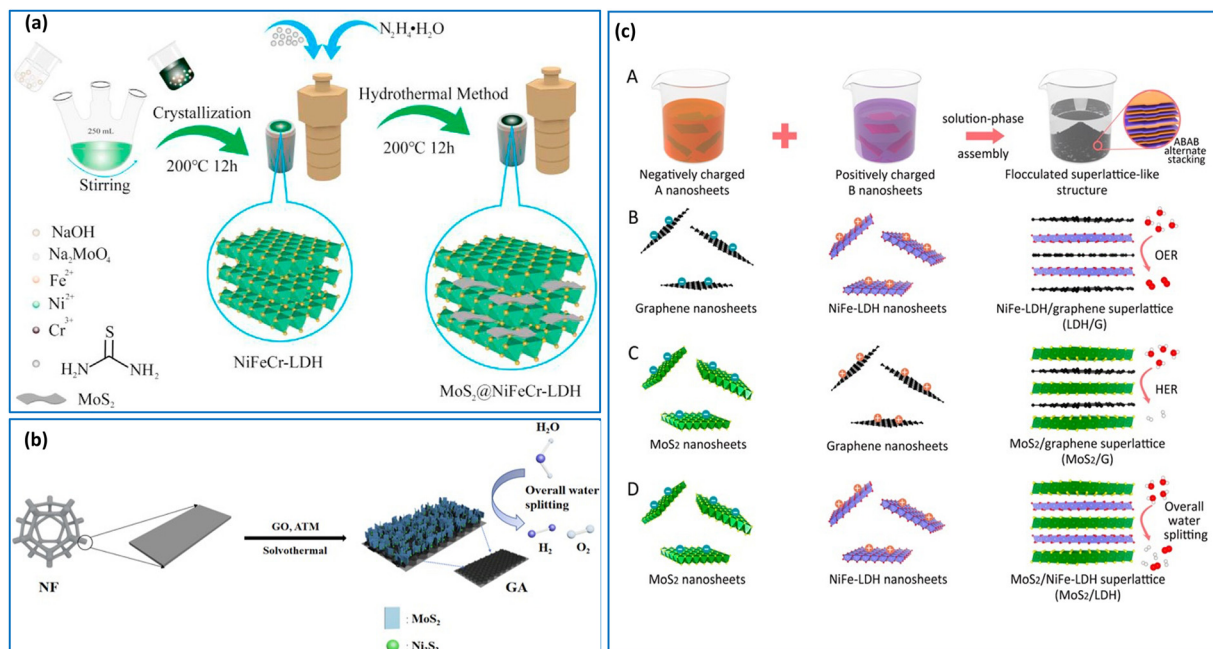 (a)
N₂H₄•H₂O
250 mL
Stirring
Crystallization
200℃ 12h
Hydrothermal Method
200℃ 12h
NaOH
Na₂MoO₄
Fe²⁺
Ni²⁺
Cr³⁺
S
H₂N
NH₂
MoS₂
NiFeCr-LDH
MoS₂@NiFeCr-LDH
(b)
NF
GO, ATM
Solvothermal
H₂O
Overall water
splitting
H₂
O₂
GA
: MoS₂
: Ni₃S₂
(c)
A
Negatively charged
A nanosheets
Positively charged
B nanosheets
solution-phase
assembly
ABAB
alternate
stacking
Flocculated superlattice-like
structure
B
Graphene nanosheets
NiFe-LDH nanosheets
OER
NiFe-LDH/graphene superlattice
(LDH/G)
C
MoS₂ nanosheets
Graphene nanosheets
HER
MoS₂/graphene superlattice
(MoS₂/G)
D
MoS₂ nanosheets
NiFe-LDH nanosheets
Overall
water
splitting
MoS₂/NiFe-LDH superlattice
(MoS₂/LDH)